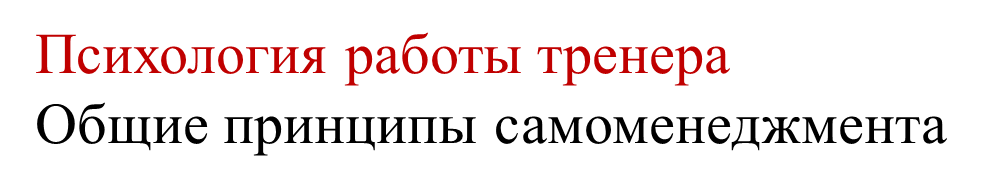 Психология работы тренера
Общие принципы самоменеджмента